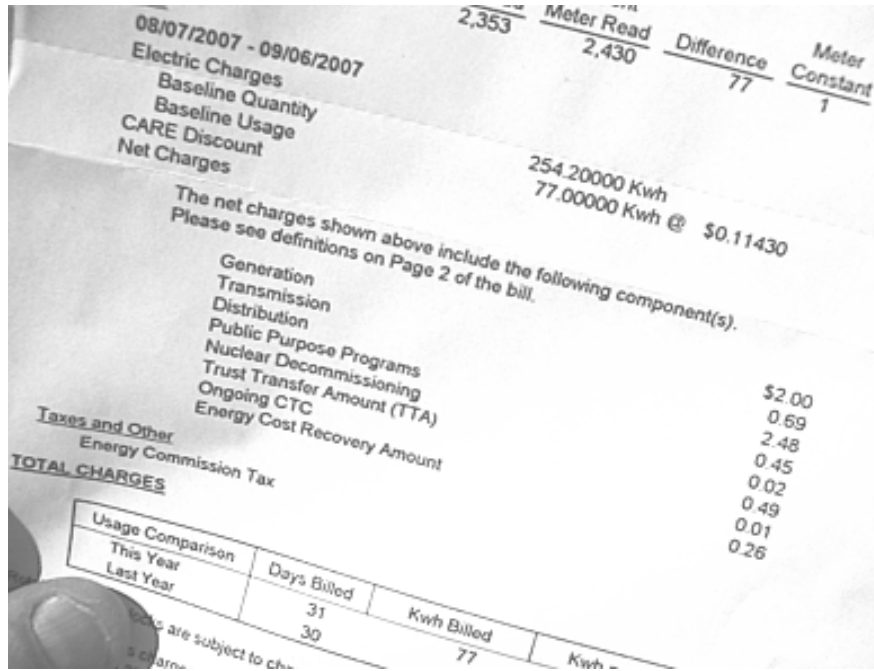 2,353 Meter Read Difference Meter
2,430 77 Constant
1
08/07/2007 - 09/06/2007
Electric Charges
Baseline Quantity 254.20000 Kwh
Baseline Usage 77.00000 Kwh @ $0.11430
CARE Discount
Net Charges
The net charges shown above include the following component(s).
Please see definitions on Page 2 of the bill.
Generation $2.00
Transmission 0.69
Distribution 2.48
Public Purpose Programs 0.45
Nuclear Decommissioning 0.02
Trust Transfer Amount (TTA) 0.49
Ongoing CTC 0.01
Energy Cost Recovery Amount 0.26
Taxes and Other
Energy Commission Tax
TOTAL CHARGES
Usage Comparison Days Billed Kwh Billed Kwh
This Year 31 77
Last Year 30
are subject to